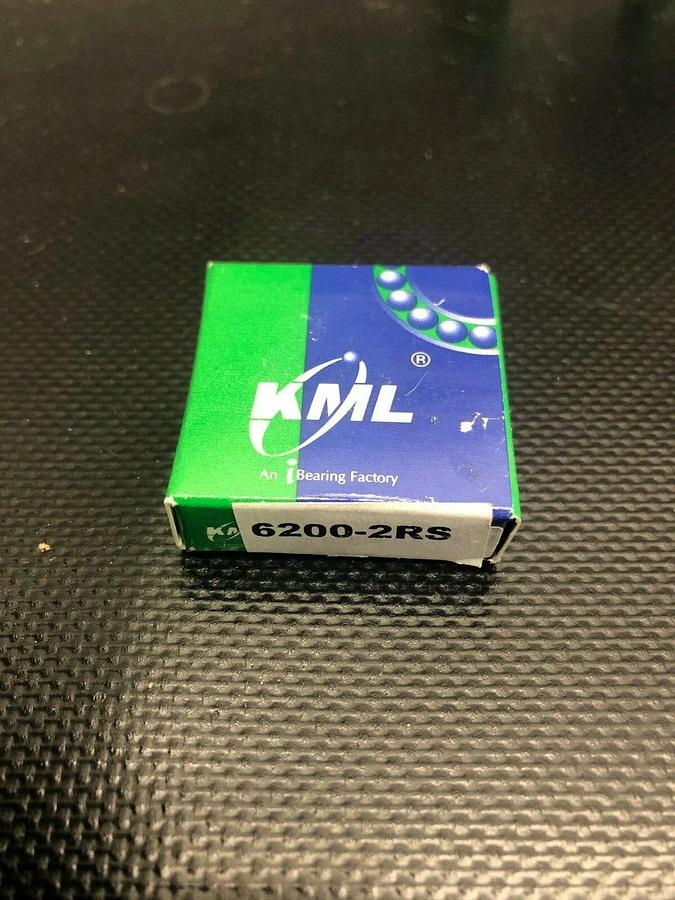 ®
KML
An i Bearing Factory
6200-2RS